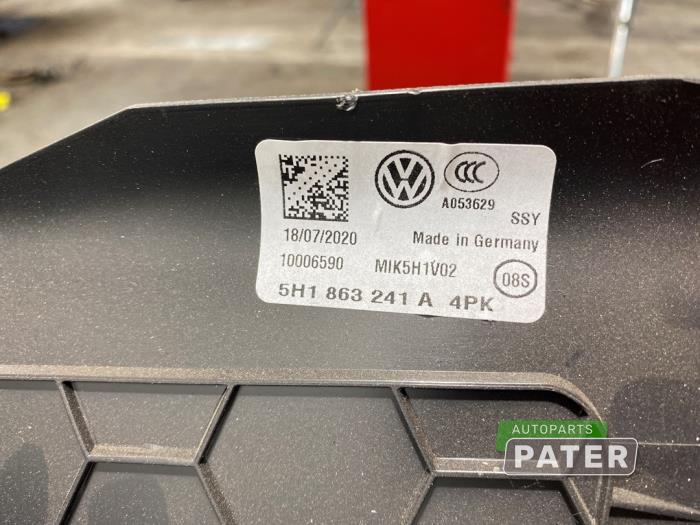 A053629
SSY
18/07/2020
Made in Germany
10006590
MIK5H1V02
08S
5H1 863 241 A 4PK
AUTOPARTS
PATER